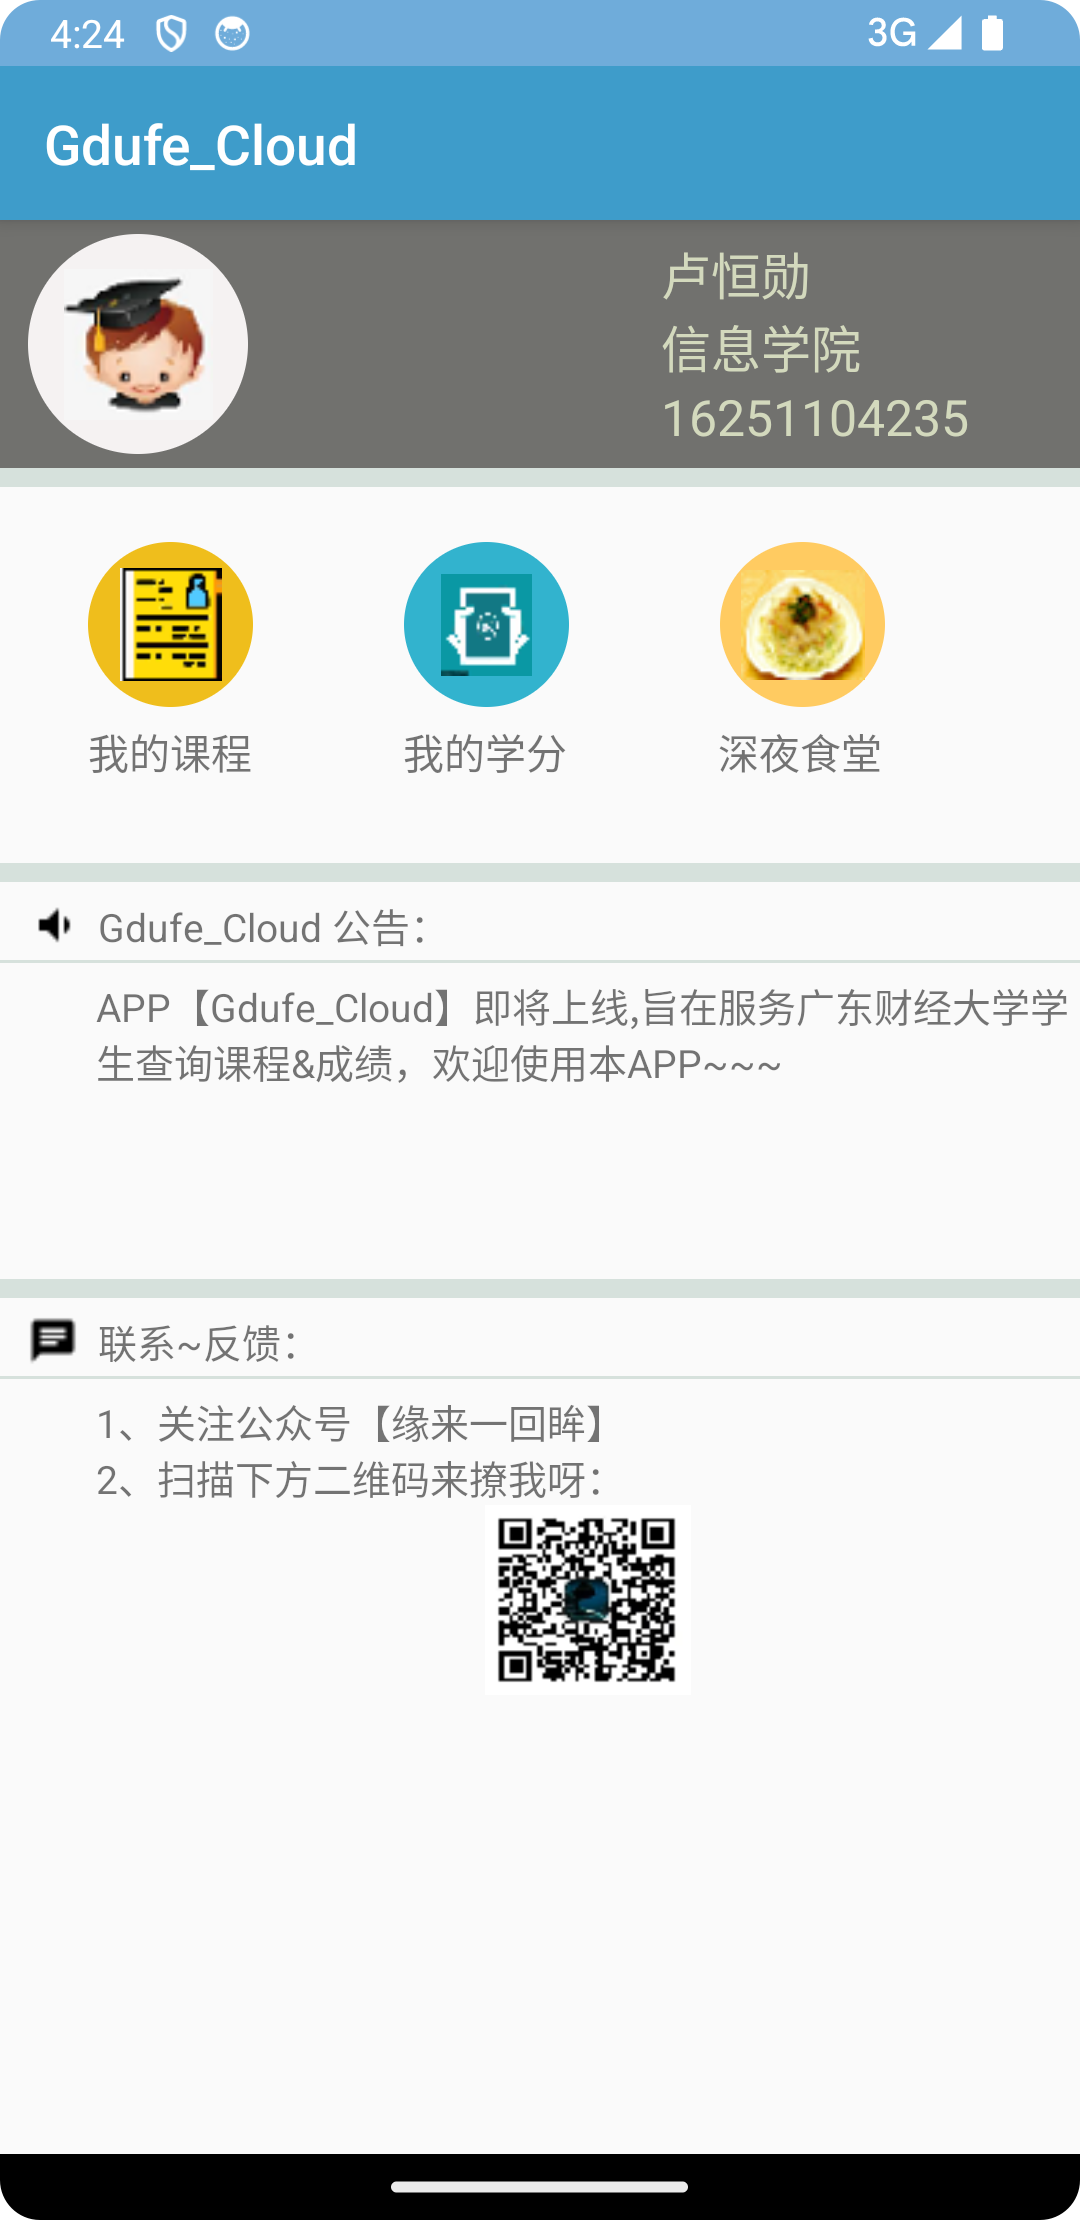 4:24
3G
Gdufe_Cloud
卢恒勋
信息学院
16251104235
我的课程
我的学分
深夜食堂
Gdufe_Cloud 公告：
APP【Gdufe_Cloud】即将上线,旨在服务广东财经大学学
生查询课程&成绩，欢迎使用本APP~~~
联系~反馈：
1、关注公众号【缘来一回眸】
2、扫描下方二维码来撩我呀：